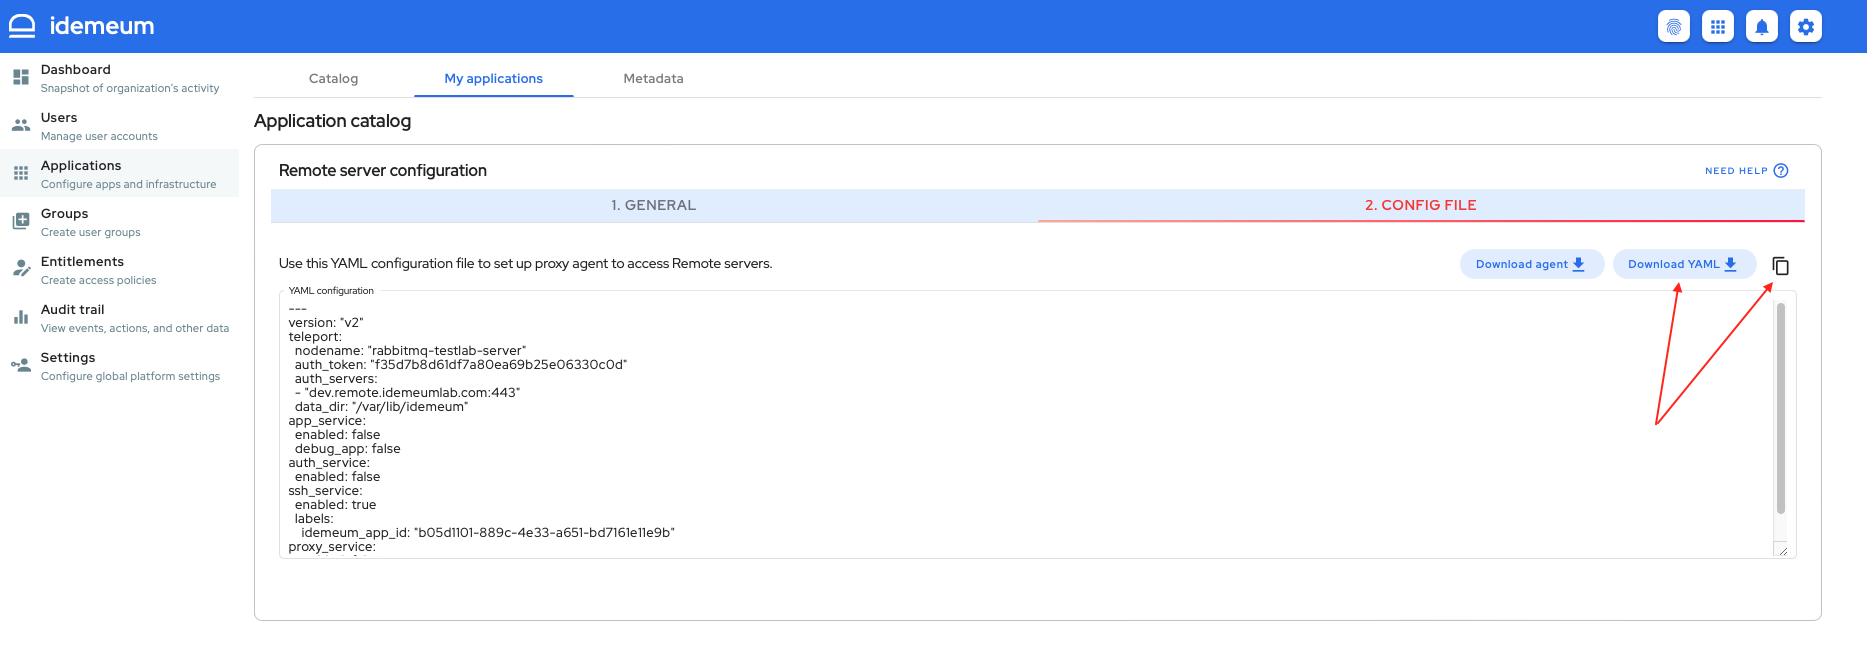 idemeum
Dashboard
Snapshot of organization's activity
Users
Manage user accounts
Applications
Configure apps and infrastructure
Groups
Create user groups
Entitlements
Create access policies
Audit trail
View events, actions, and other data
Settings
Configure global platform settings
Catalog
My applications
Metadata
Application catalog
Remote server configuration
NEED HELP
1. GENERAL
2. CONFIG FILE
Use this YAML configuration file to set up proxy agent to access Remote servers.
Download agent
Download YAML
YAML configuration
---
version: "v2"
teleport:
nodename: "rabbitmq-testlab-server"
auth_token: "f35d7b8d61df7a80ea69b25e06330c0d"
auth_servers:
- "dev.remote.idemeumlab.com:443"
data_dir: "/var/lib/idemeum"
app_service:
enabled: false
debug_app: false
auth_service:
enabled: false
ssh_service:
enabled: true
labels:
idemeum_app_id: "b05d1101-889c-4e33-a651-bd7161e11e9b"
proxy_service: